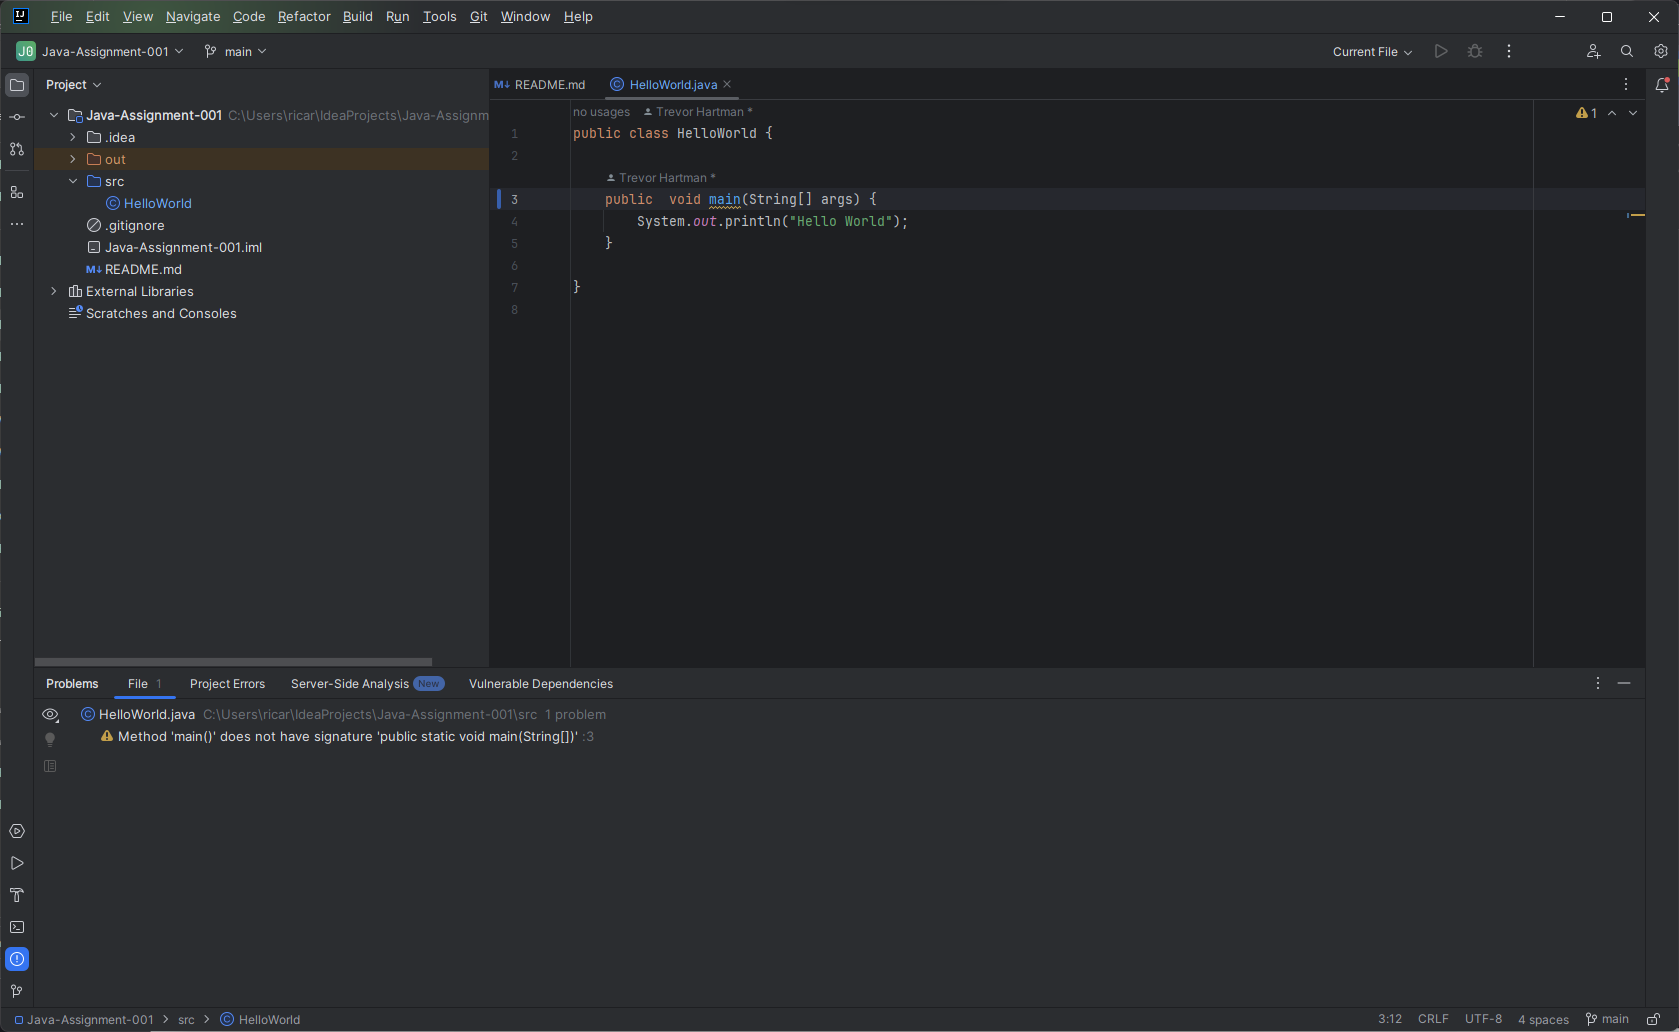 File Edit View Navigate Code Refactor Build Run Tools Git Window Help
J0 Java-Assignment-001 main Current File
Project
README.md HelloWorld.java
Java-Assignment-001 C:\Users\ricar\IdeaProjects\Java-Assignm
.idea
out
src
HelloWorld
.gitignore
Java-Assignment-001.iml
README.md
External Libraries
Scratches and Consoles
no usages Trevor Hartman *
1
1 public class HelloWorld {
2
Trevor Hartman *
3 public  void main(String[] args) {
4 System.out.println("Hello World");
5 }
6
7 }
8
Problems File 1 Project Errors Server-Side Analysis New Vulnerable Dependencies
HelloWorld.java C:\Users\ricar\IdeaProjects\Java-Assignment-001\src 1 problem
Method 'main()' does not have signature 'public static void main(String[])' :3
Java-Assignment-001 > src > HelloWorld
3:12 CRLF UTF-8 4 spaces main